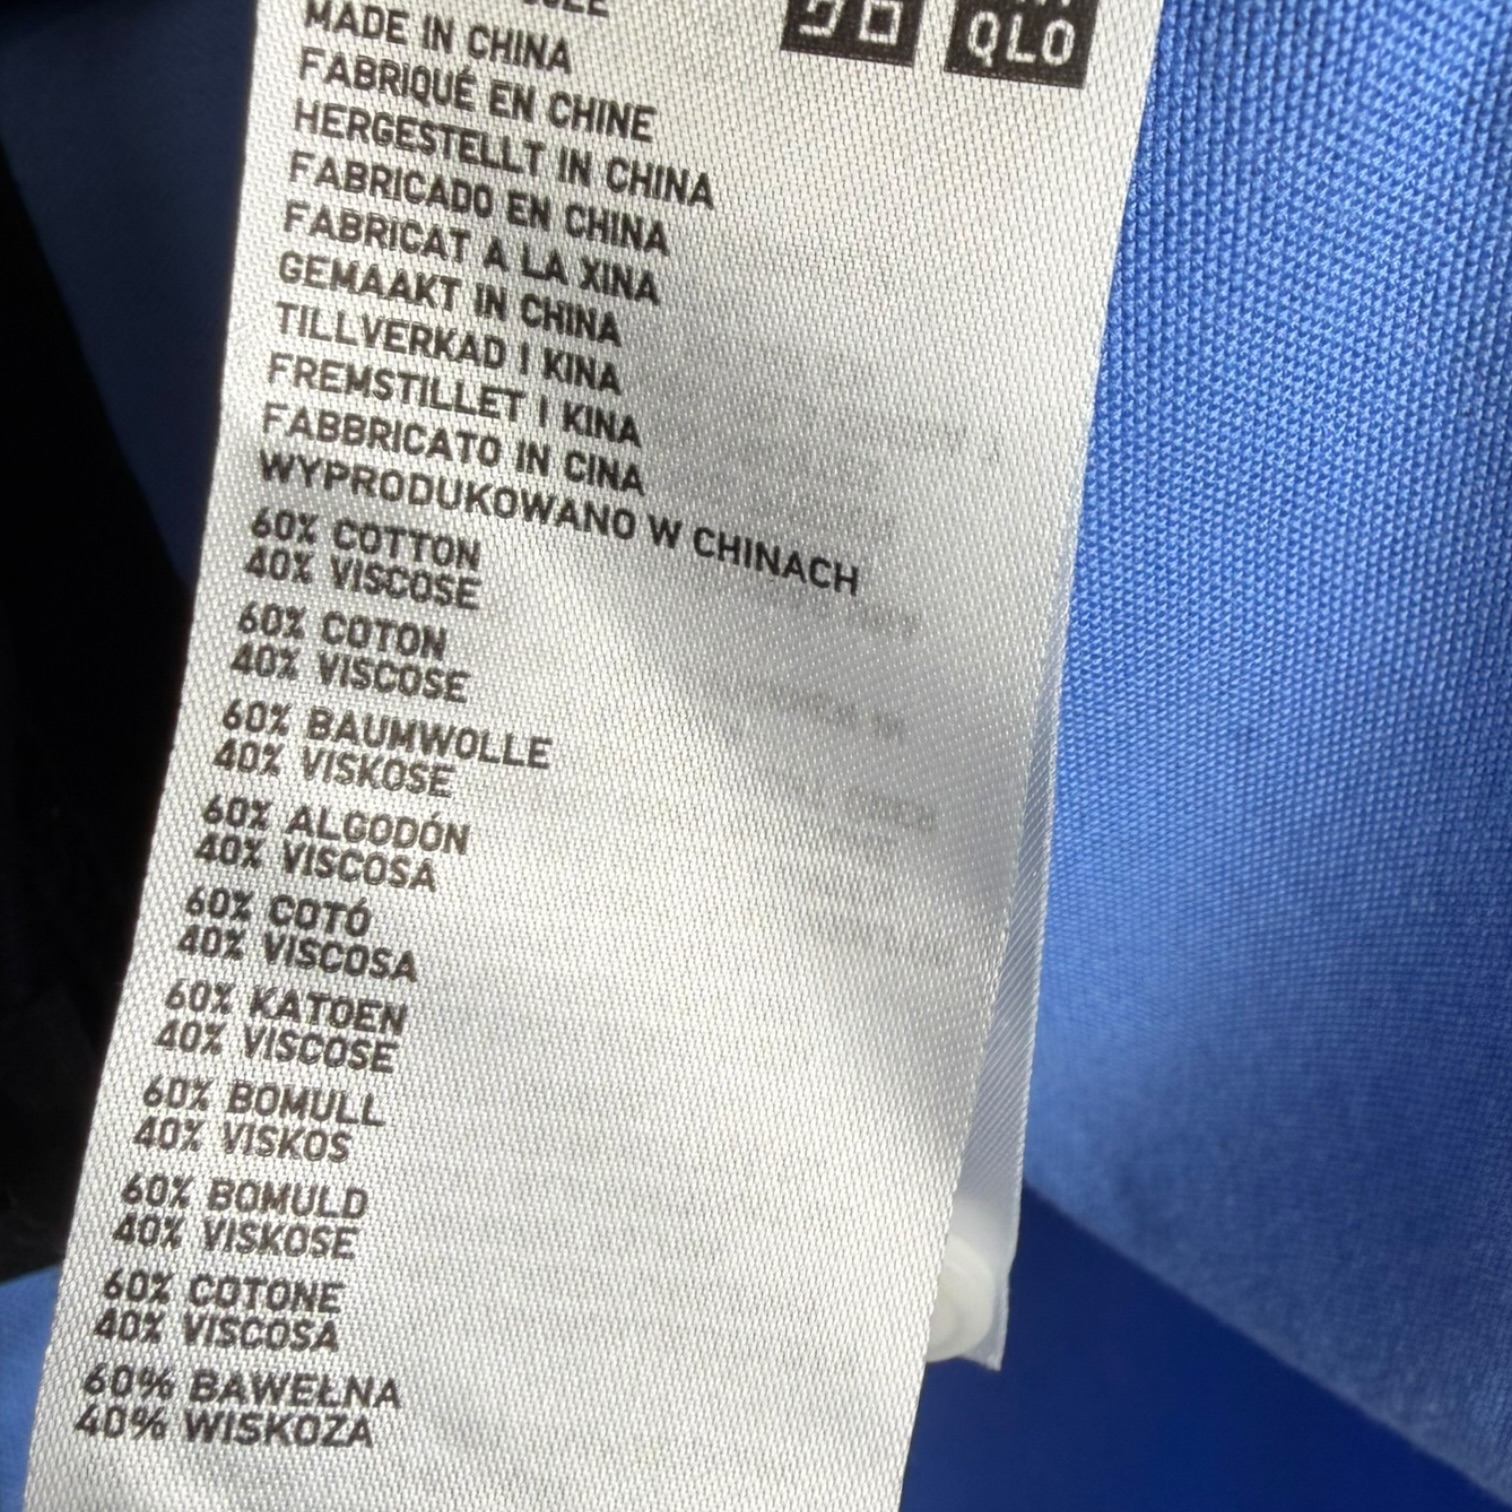 MADE IN CHINA
FABRIQUÉ EN CHINE
HERGESTELLT IN CHINA
FABRICADO EN CHINA
FABRICAT A LA XINA
GEMAAKT IN CHINA
TILLVERKAD I KINA
FREMSTILLET I KINA
FABBRICATO IN CINA
WYPRODUKOWANO W CHINACH
60% COTTON
40% VISCOSE
60% COTON
40% VISCOSE
60% BAUMWOLLE
40% VISKOSE
60% ALGODÓN
40% VISCOSA
60% COTÓ
40% VISCOSA
60% KATOEN
40% VISCOSE
60% BOMULL
40% VISKOS
60% BOMULD
40% VISKOSE
60% COTONE
40% VISCOSA
60% BAWEŁNA
40% WISKOZA
クロ
QLO